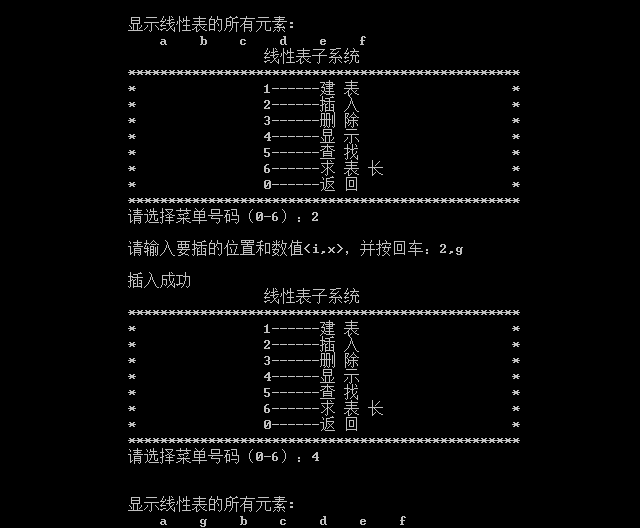 显示线性表的所有元素:
a b c d e f
线性表子系统
*************************************************
* 1------建 表 *
* 2------插 入 *
* 3------删 除 *
* 4------显 示 *
* 5------查 找 *
* 6------求 表 长 *
* 0------返 回 *
*************************************************
请选择菜单号码（0-6）：2
请输入要插的位置和数值<i,x>，并按回车：2,g
插入成功
线性表子系统
*************************************************
* 1------建 表 *
* 2------插 入 *
* 3------删 除 *
* 4------显 示 *
* 5------查 找 *
* 6------求 表 长 *
* 0------返 回 *
*************************************************
请选择菜单号码（0-6）：4
显示线性表的所有元素:
a g b c d e f